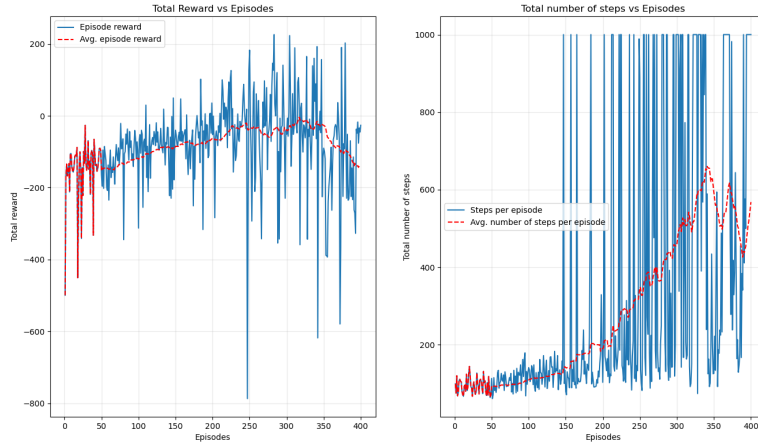 Total Reward vs Episodes
Episode reward
Avg. episode reward
200
0
−200
−400
−600
−800
Total reward
0
50
100
150
200
250
300
350
400
Episodes
Total number of steps vs Episodes
1000
800
600
400
200
Total number of steps
Steps per episode
Avg. number of steps per episode
0
50
100
150
200
250
300
350
400
Episodes